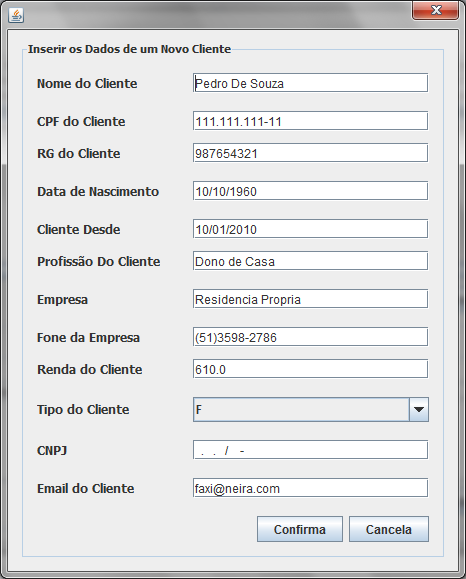 Inserir os Dados de um Novo Cliente
Nome do Cliente Pedro De Souza
CPF do Cliente 111.111.111-11
RG do Cliente 987654321
Data de Nascimento 10/10/1960
Cliente Desde 10/01/2010
Profissão Do Cliente Dono de Casa
Empresa Residencia Propria
Fone da Empresa (51)3598-2786
Renda do Cliente 610.0
Tipo do Cliente F
CNPJ . . / -
Email do Cliente faxi@neira.com
Confirma Cancela